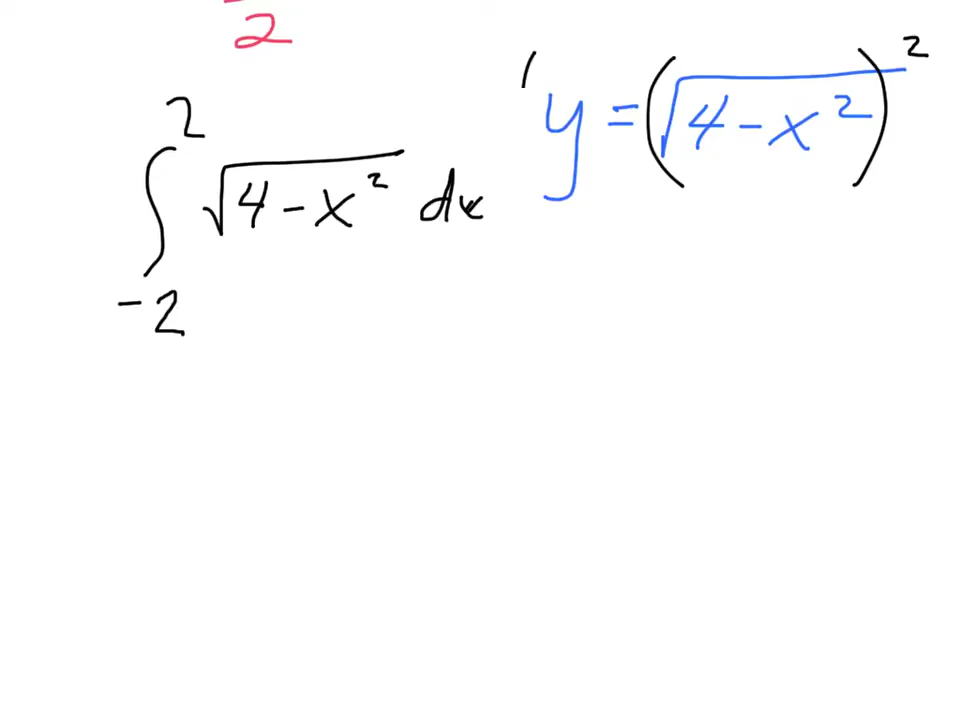 2
∫_{-2}^{2} √(4-x²) dx
(y = (√(4-x²))²